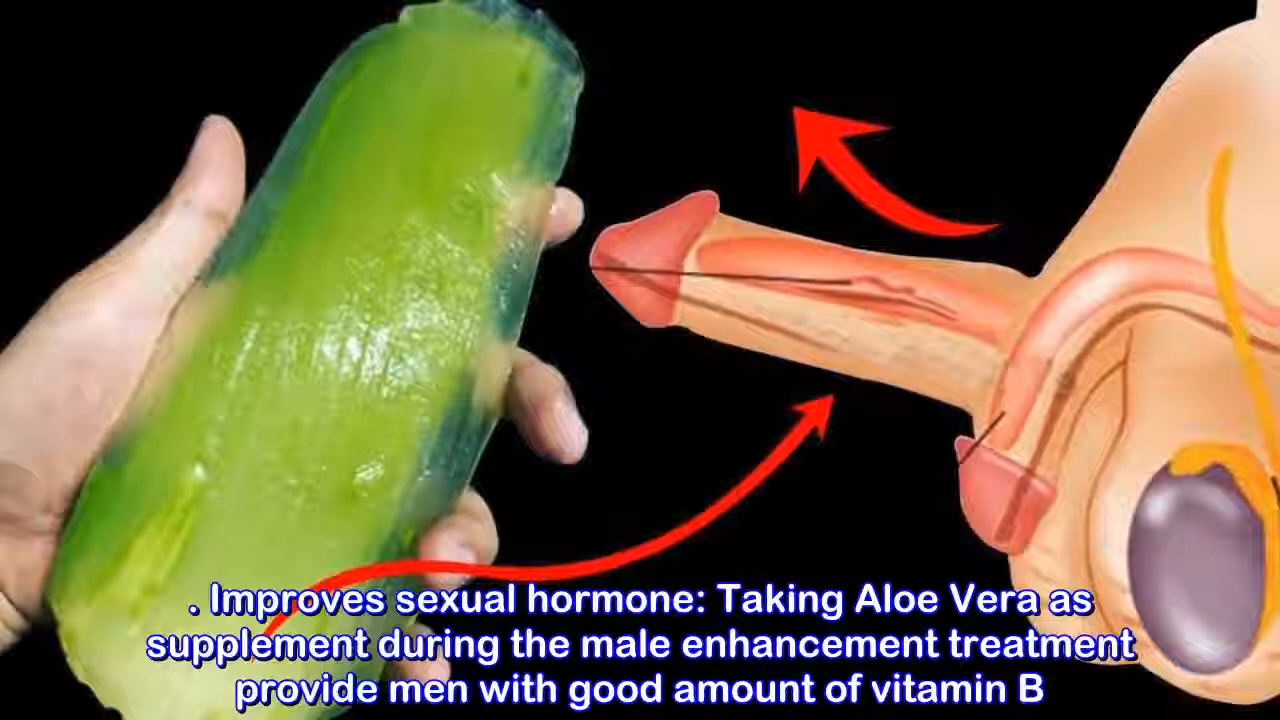 . Improves sexual hormone: Taking Aloe Vera as
supplement during the male enhancement treatment
provide men with good amount of vitamin B